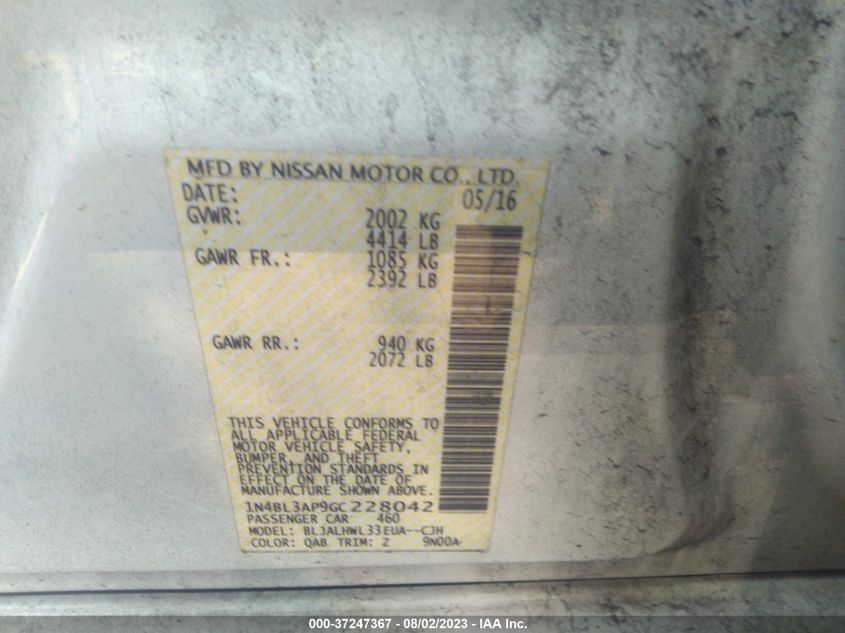 MFD BY NISSAN MOTOR CO., LTD.
DATE: 05/16
GVWR: 2002 KG
4414 LB
GAWR FR.: 1085 KG
2392 LB
GAWR RR.: 940 KG
2072 LB
THIS VEHICLE CONFORMS TO
ALL APPLICABLE FEDERAL
MOTOR VEHICLE SAFETY,
BUMPER, AND THEFT
PREVENTION STANDARDS IN
EFFECT ON THE DATE OF
MANUFACTURE SHOWN ABOVE.
1N4BL3AP9GC228042
PASSENGER CAR 460
MODEL: BLJALHWL33EUA--CJH
COLOR: QAB TRIM: Z 9N00A-
000-37247367 - 08/02/2023 - IAA Inc.